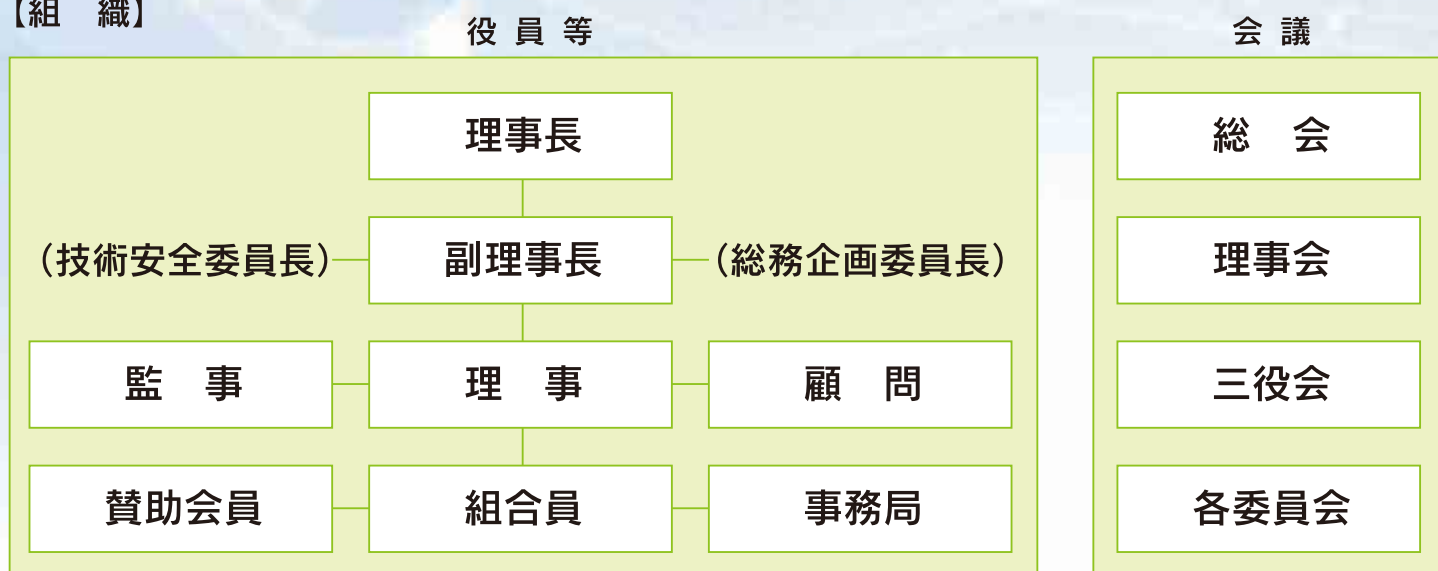 【組　織】
役 員 等
理事長
（技術安全委員長）
副理事長
（総務企画委員長）
監　事
理　事
顧　問
賛助会員
組合員
事務局
会 議
総　会
理事会
三役会
各委員会